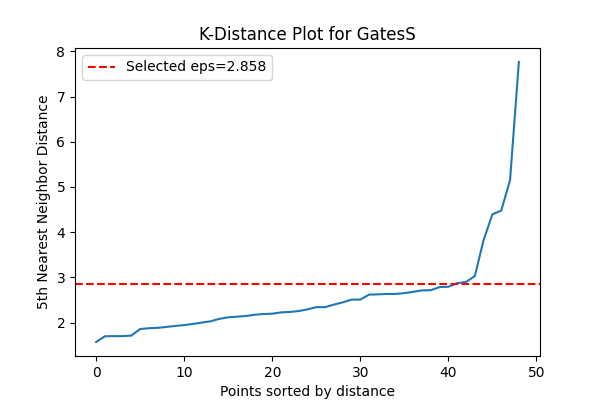 K-Distance Plot for GatesS
Selected eps=2.858
5th Nearest Neighbor Distance
8
7
6
5
4
3
2
0 10 20 30 40 50
Points sorted by distance